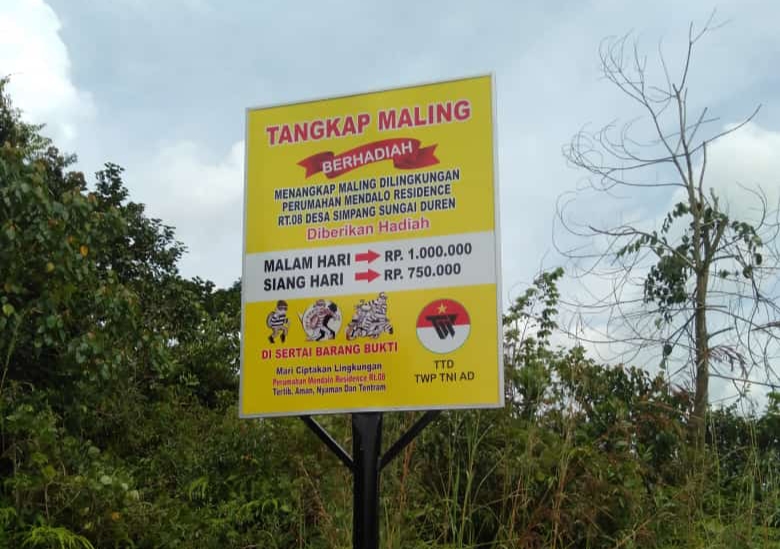 TANGKAP MALING
BERHADIAH
MENANGKAP MALING DILINGKUNGAN
PERUMAHAN MENDALO RESIDENCE
RT.08 DESA SIMPANG SUNGAI DUREN
Diberikan Hadiah
MALAM HARI RP. 1.000.000
SIANG HARI RP. 750.000
DI SERTAI BARANG BUKTI
Mari Ciptakan Lingkungan
Perumahan Mendalo Residence Rt.08
Tertib, Aman, Nyaman Dan Tentram
TTD
TWP TNI AD